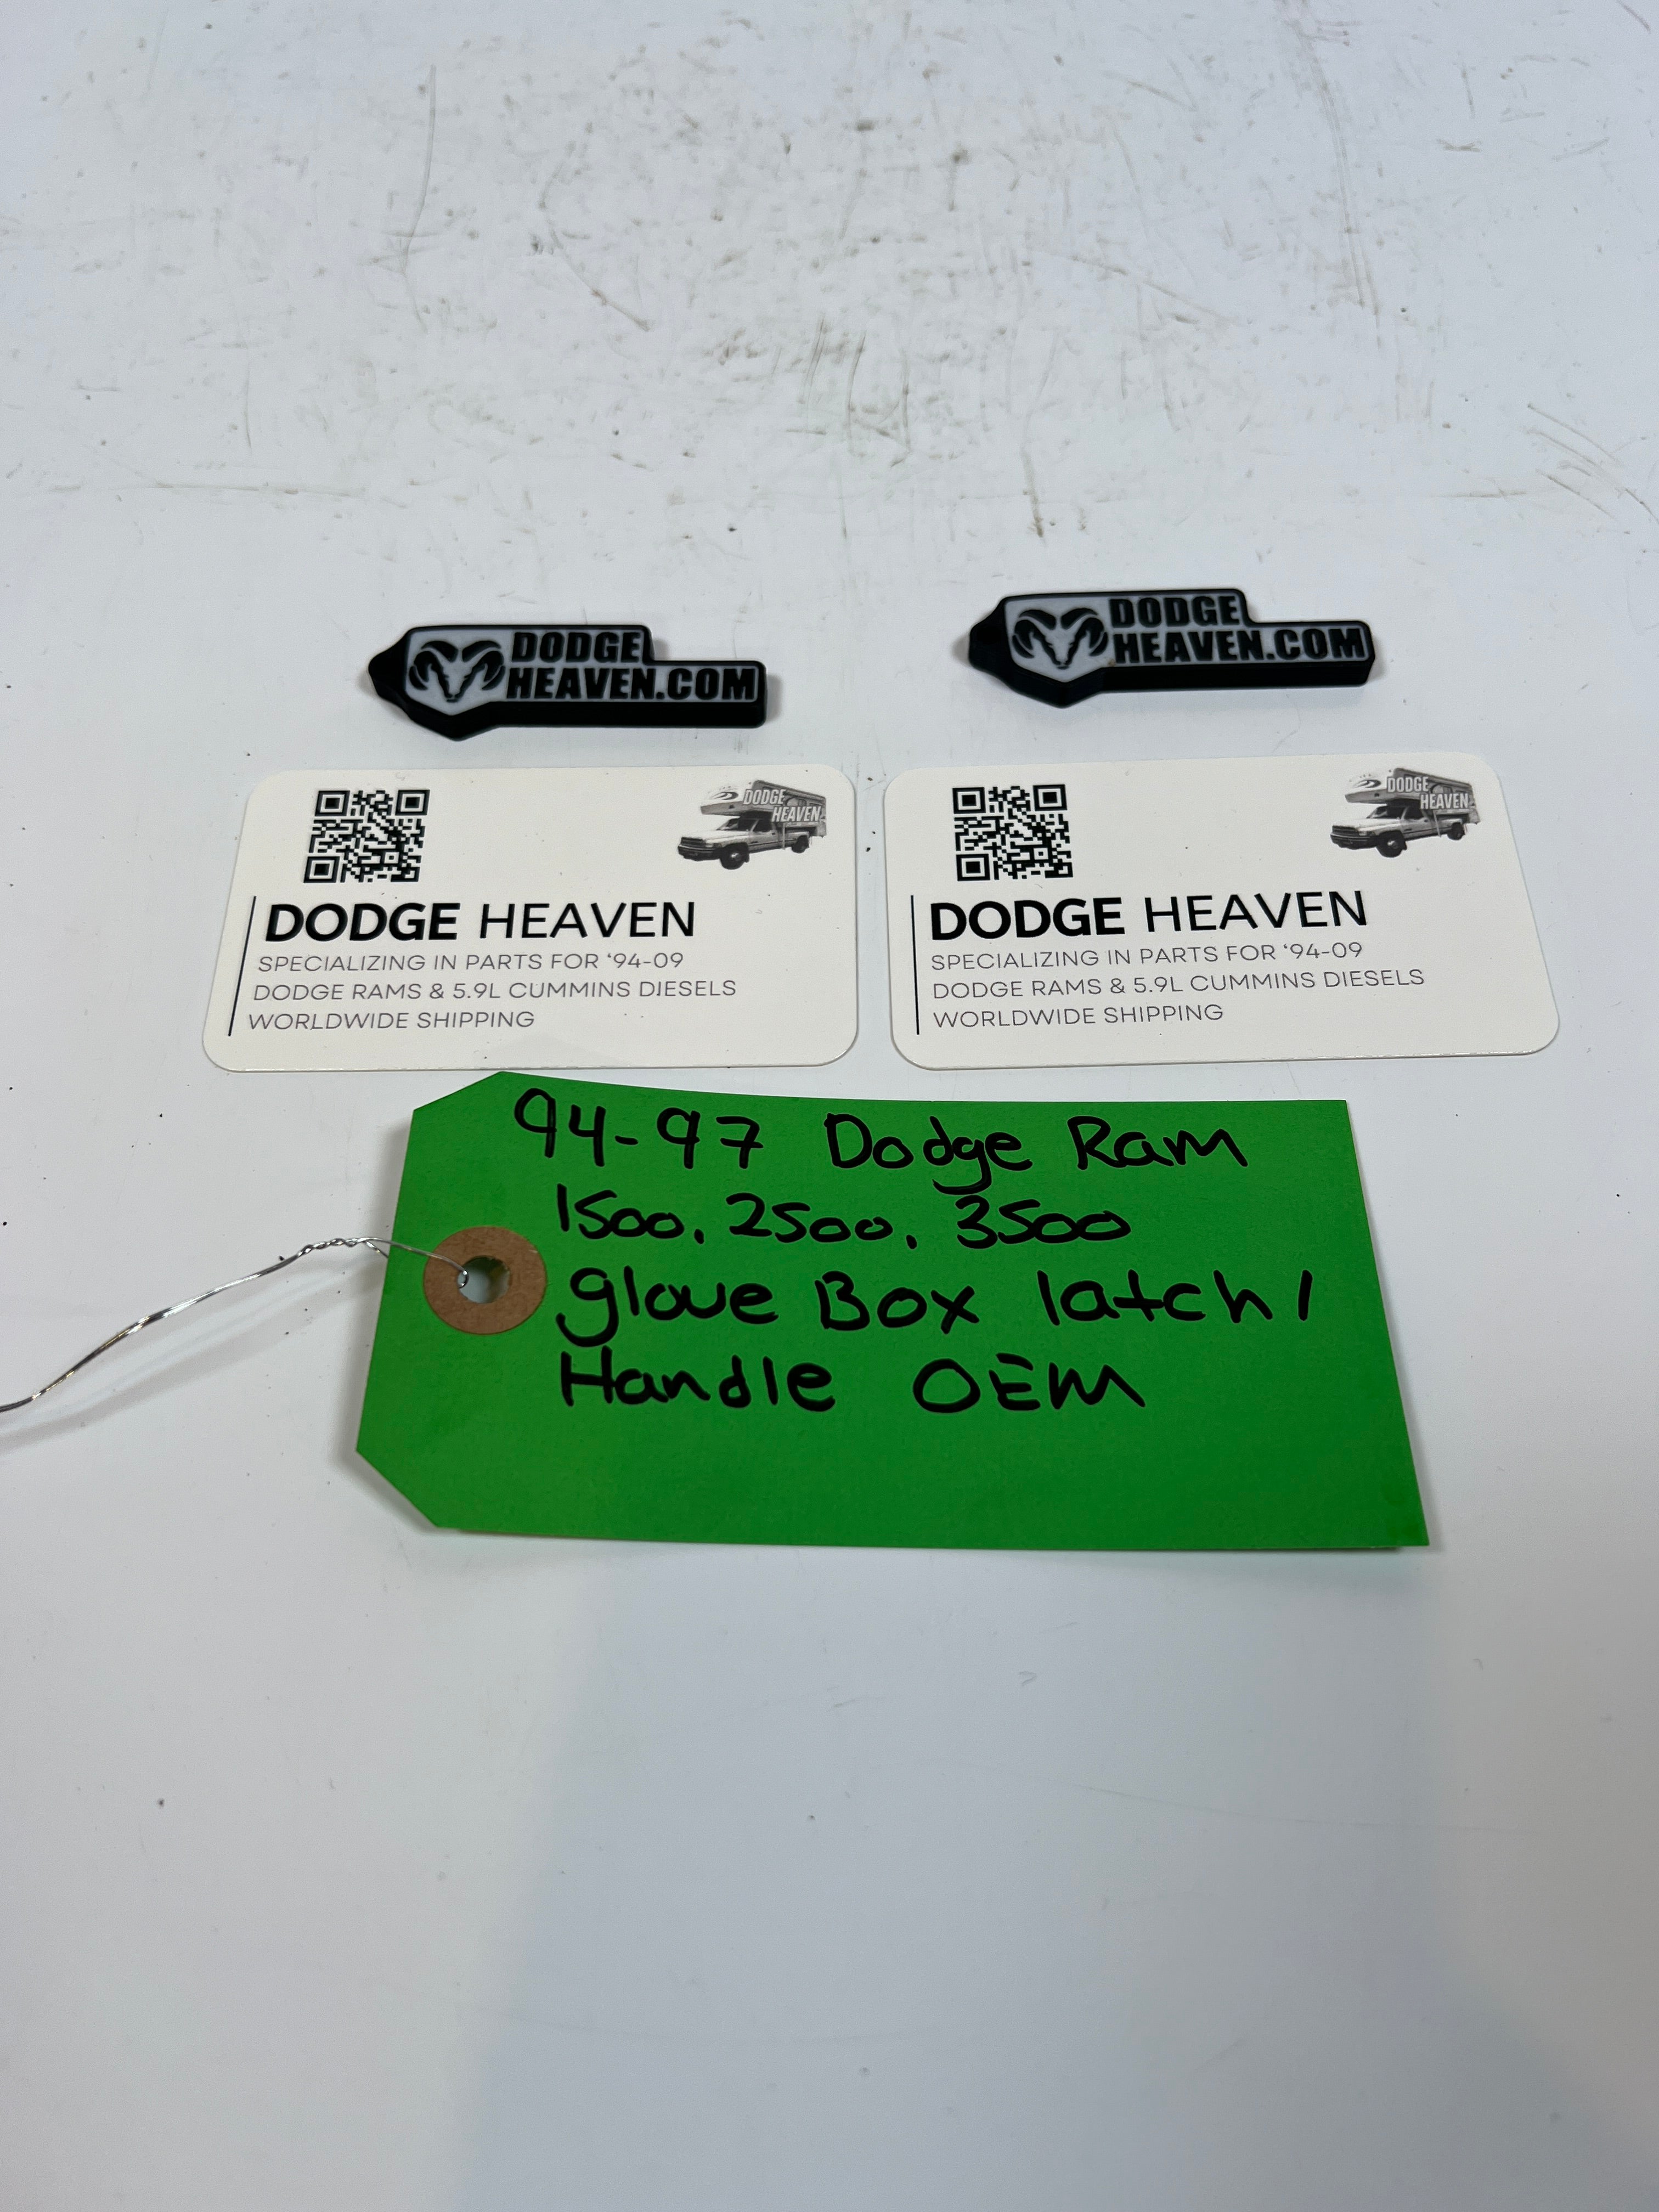 DODGE
HEAVEN.COM
DODGE
HEAVEN.COM
DODGE
HEAVEN
DODGE HEAVEN
SPECIALIZING IN PARTS FOR ‘94-09
DODGE RAMS & 5.9L CUMMINS DIESELS
WORLDWIDE SHIPPING
DODGE
HEAVEN
DODGE HEAVEN
SPECIALIZING IN PARTS FOR ‘94-09
DODGE RAMS & 5.9L CUMMINS DIESELS
WORLDWIDE SHIPPING
94-97 Dodge Ram
1500, 2500, 3500
glove Box latch/
Handle OEM